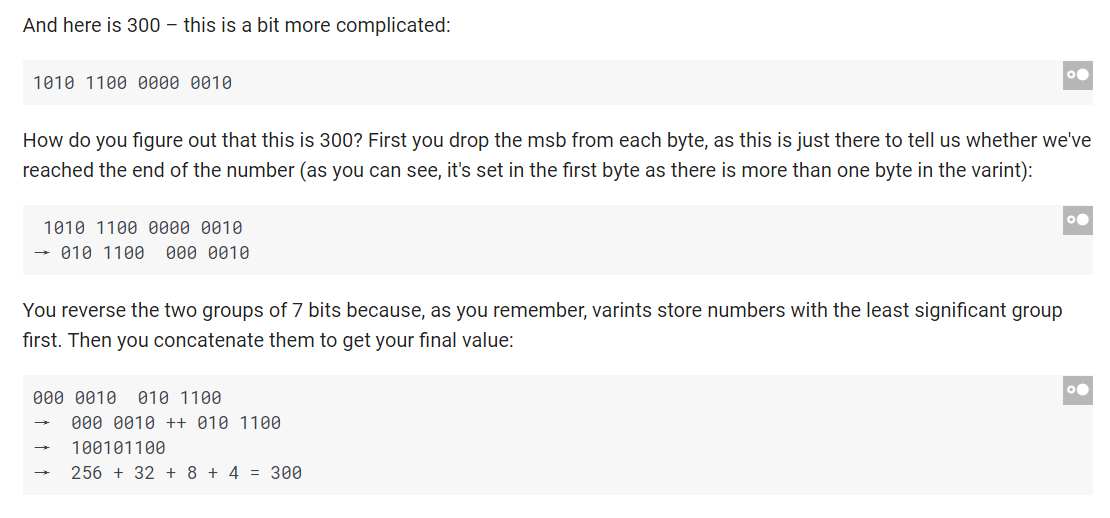 And here is 300 – this is a bit more complicated:
1010 1100 0000 0010
How do you figure out that this is 300? First you drop the msb from each byte, as this is just there to tell us whether we've
reached the end of the number (as you can see, it's set in the first byte as there is more than one byte in the varint):
1010 1100 0000 0010
→ 010 1100  000 0010
You reverse the two groups of 7 bits because, as you remember, varints store numbers with the least significant group
first. Then you concatenate them to get your final value:
000 0010  010 1100
→  000 0010 ++ 010 1100
→  100101100
→  256 + 32 + 8 + 4 = 300